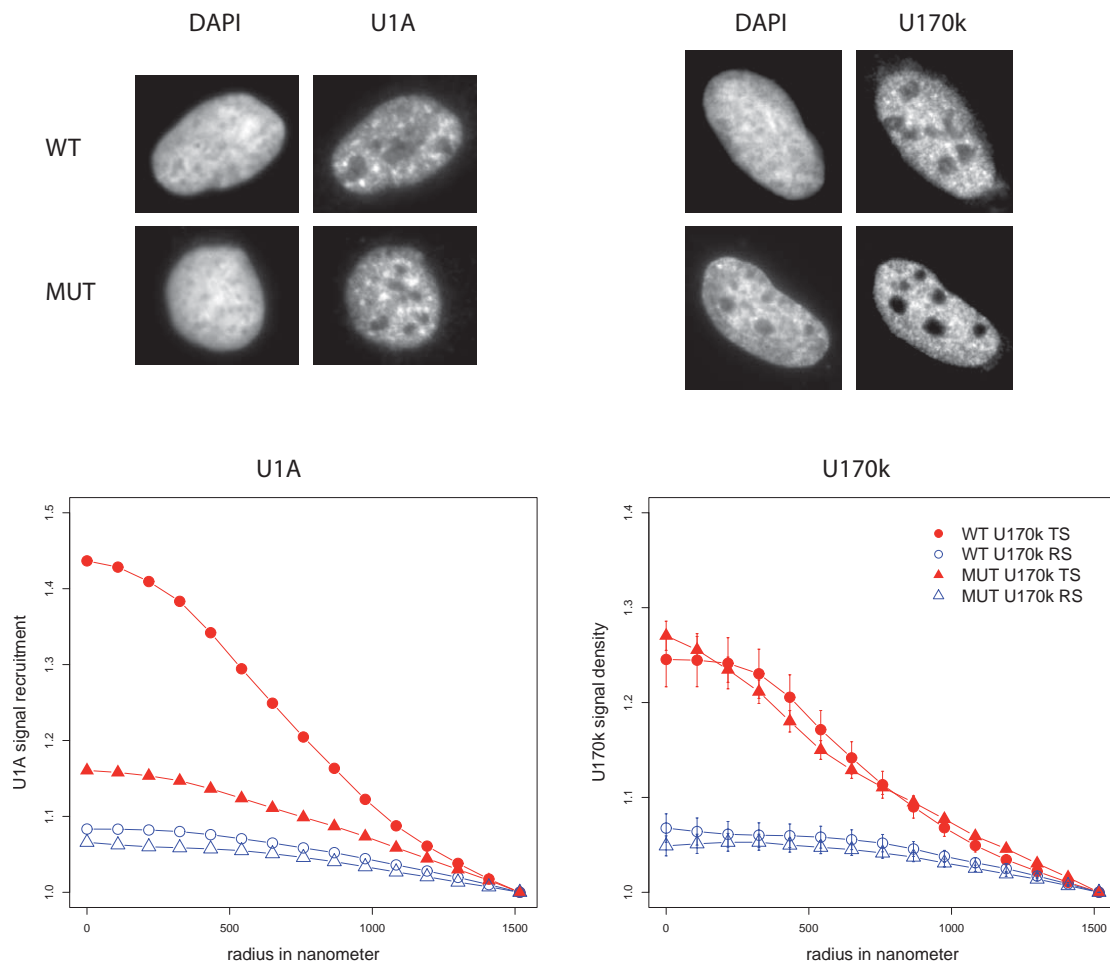 DAPI U1A DAPI U170k
WT
MUT
U1A
U1A signal recruitment
1.5
1.4
1.3
1.2
1.1
1.0
0 500 1000 1500
radius in nanometer
U170k
U170k signal density
1.4
1.3
1.2
1.1
1.0
WT U170k TS
WT U170k RS
MUT U170k TS
MUT U170k RS
0 500 1000 1500
radius in nanometer